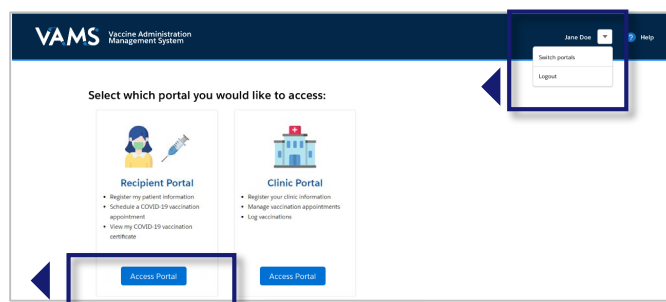 VAMS Vaccine Administration
Management System
Jane Doe
? Help
Switch portals
Logout
Select which portal you would like to access:
Recipient Portal
• Register my patient information
• Schedule a COVID-19 vaccination
appointment
• View my COVID-19 vaccination
certificate
Access Portal
Clinic Portal
• Register your clinic information
• Manage vaccination appointments
• Log vaccinations
Access Portal